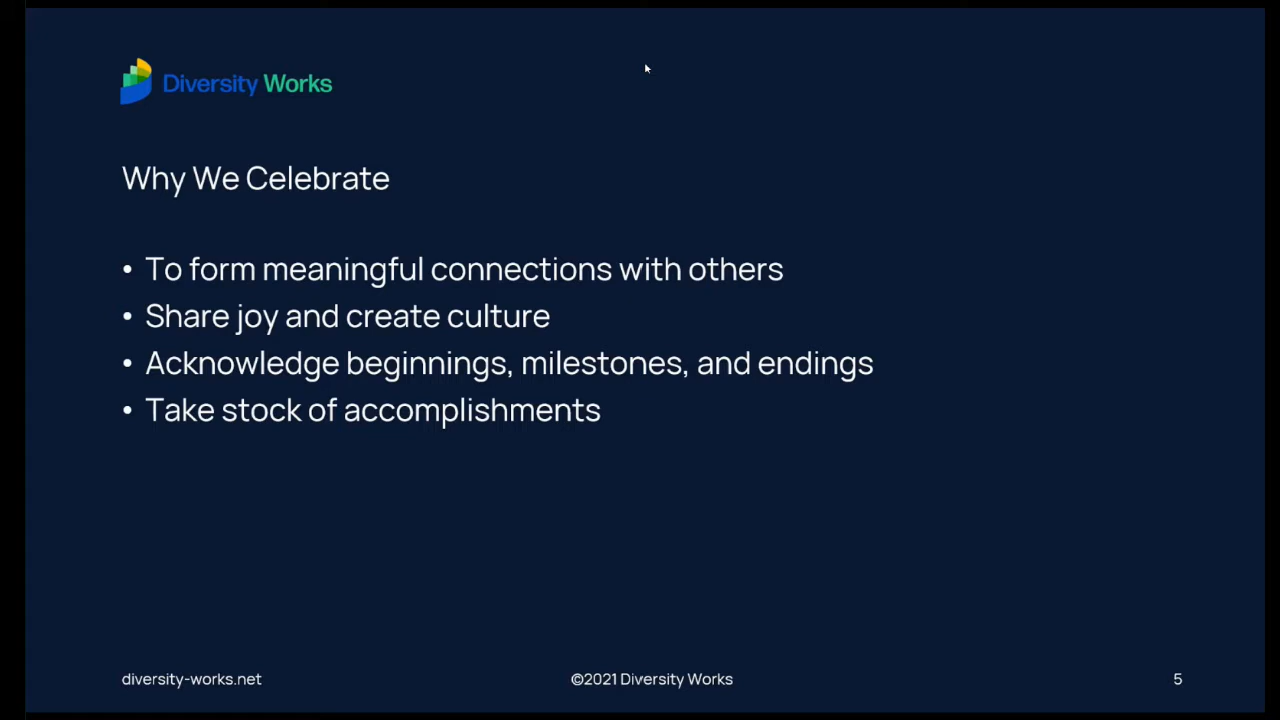 Diversity Works
Why We Celebrate
• To form meaningful connections with others
• Share joy and create culture
• Acknowledge beginnings, milestones, and endings
• Take stock of accomplishments
diversity-works.net
©2021 Diversity Works
5